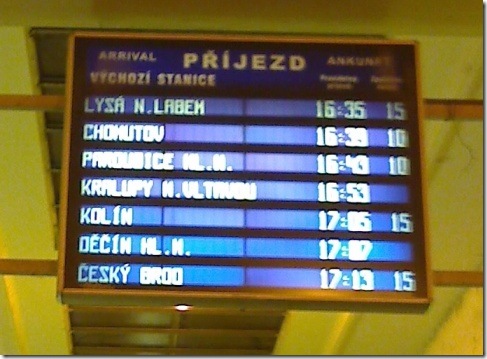 ARRIVAL PŘÍJEZD ANKUNFT
VÝCHOZÍ STANICE
LYSÁ N.LABEM 16:35 15
CHOMUTOV 16:39 10
PARDUBICE HL.N. 16:43 10
KRALUPY N.VLTAVOU 16:53
KOLÍN 17:05 15
DĚČÍN HL.N. 17:07
ČESKÝ BROD 17:13 15